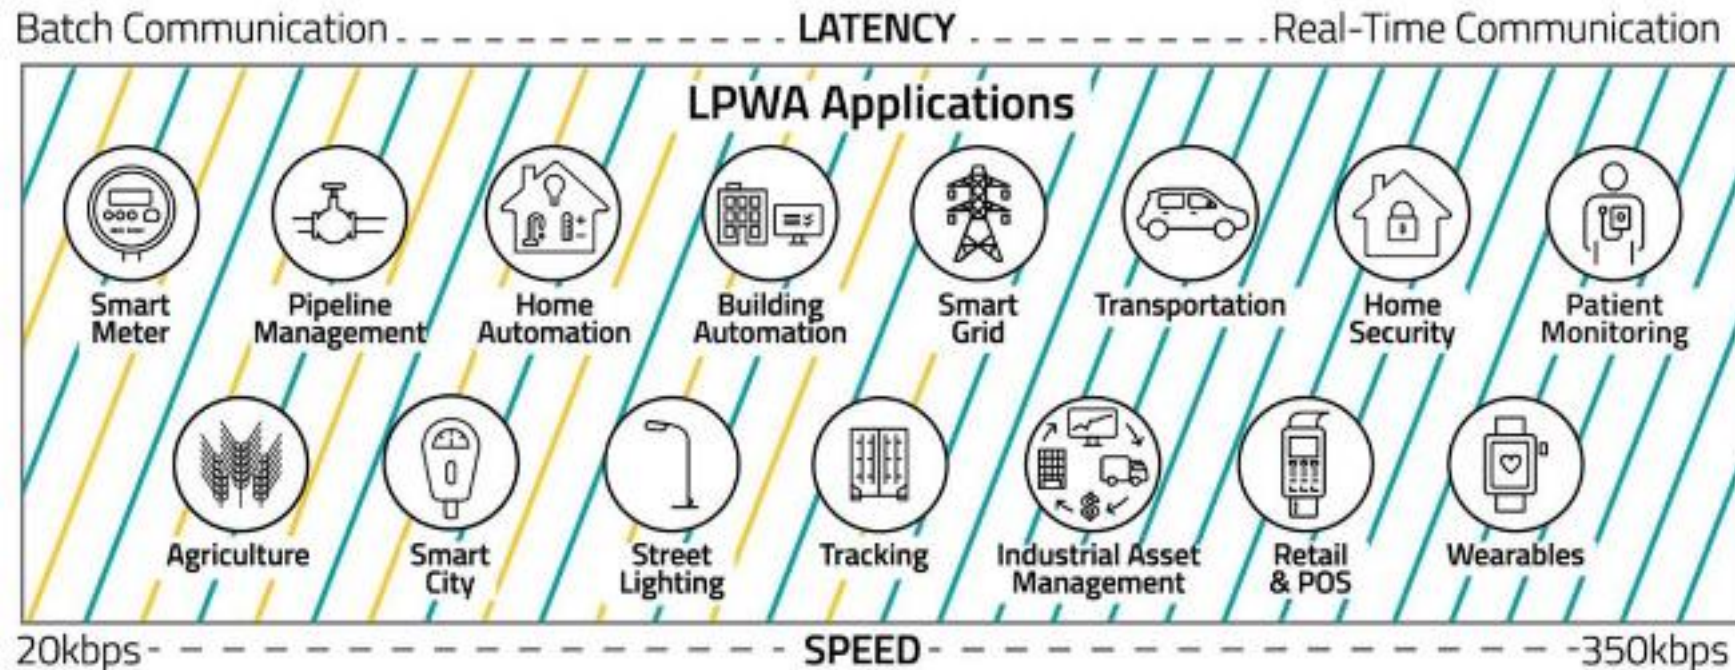 Batch Communication LATENCY Real-Time Communication
LPWA Applications
Smart
Meter
Pipeline
Management
Home
Automation
Building
Automation
Smart
Grid
Transportation
Home
Security
Patient
Monitoring
Agriculture
Smart
City
Street
Lighting
Tracking
Industrial Asset
Management
Retail
& POS
Wearables
20kbps SPEED 350kbps